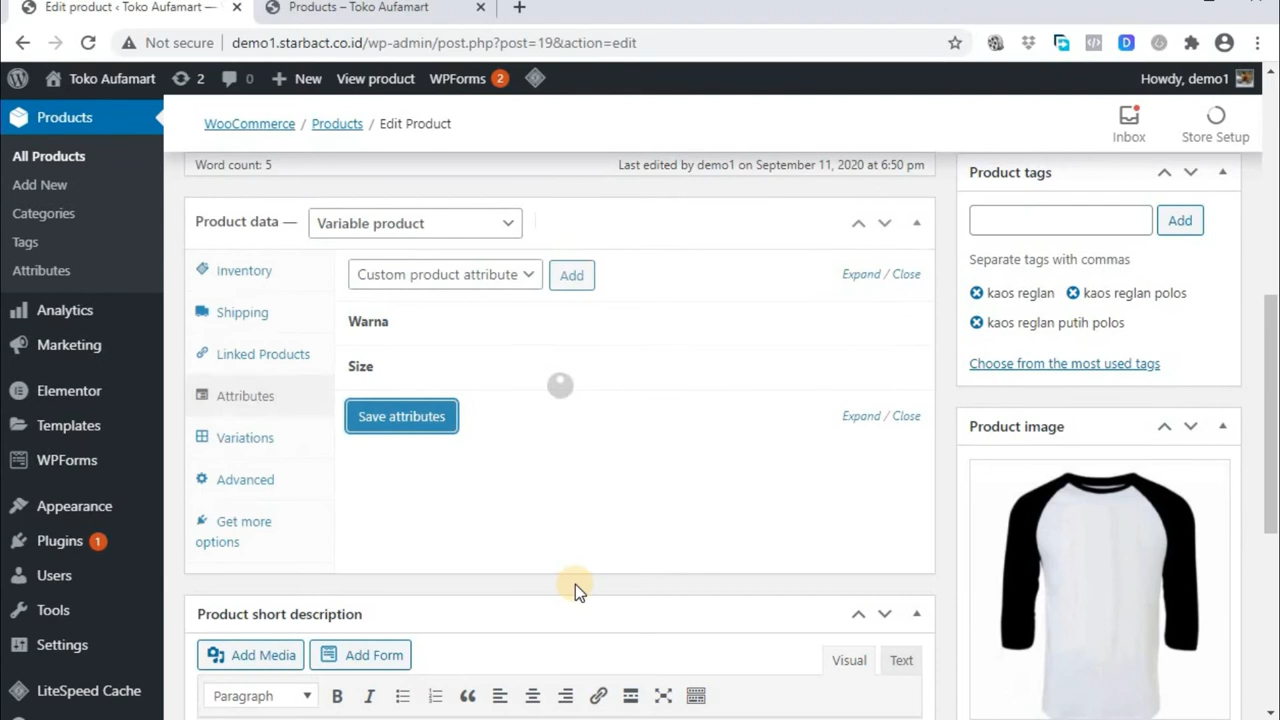 Edit product ‹ Toko Aufamart —
Products – Toko Aufamart
Not secure
demo1.starbact.co.id/wp-admin/post.php?post=19&action=edit
Toko Aufamart
2
0
New
View product
WPForms 2
Howdy, demo1
Products
All Products
Add New
Categories
Tags
Attributes
Analytics
Marketing
Elementor
Templates
WPForms
Appearance
Plugins 1
Users
Tools
Settings
LiteSpeed Cache
WooCommerce / Products / Edit Product
Inbox
Store Setup
Word count: 5
Last edited by demo1 on September 11, 2020 at 6:50 pm
Product data —
Variable product
Inventory
Shipping
Linked Products
Attributes
Variations
Advanced
Get more
options
Custom product attribute
Add
Expand / Close
Warna
Size
Save attributes
Expand / Close
Product short description
Add Media
Add Form
Visual
Text
Paragraph
Product tags
Add
Separate tags with commas
kaos reglan
kaos reglan polos
kaos reglan putih polos
Choose from the most used tags
Product image